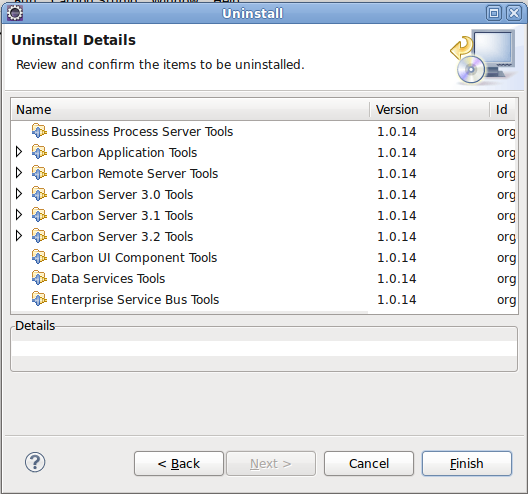 Uninstall
Uninstall Details
Review and confirm the items to be uninstalled.
Name Version Id
Bussiness Process Server Tools 1.0.14 org
Carbon Application Tools 1.0.14 org
Carbon Remote Server Tools 1.0.14 org
Carbon Server 3.0 Tools 1.0.14 org
Carbon Server 3.1 Tools 1.0.14 org
Carbon Server 3.2 Tools 1.0.14 org
Carbon UI Component Tools 1.0.14 org
Data Services Tools 1.0.14 org
Enterprise Service Bus Tools 1.0.14 org
Details
? < Back Next > Cancel Finish